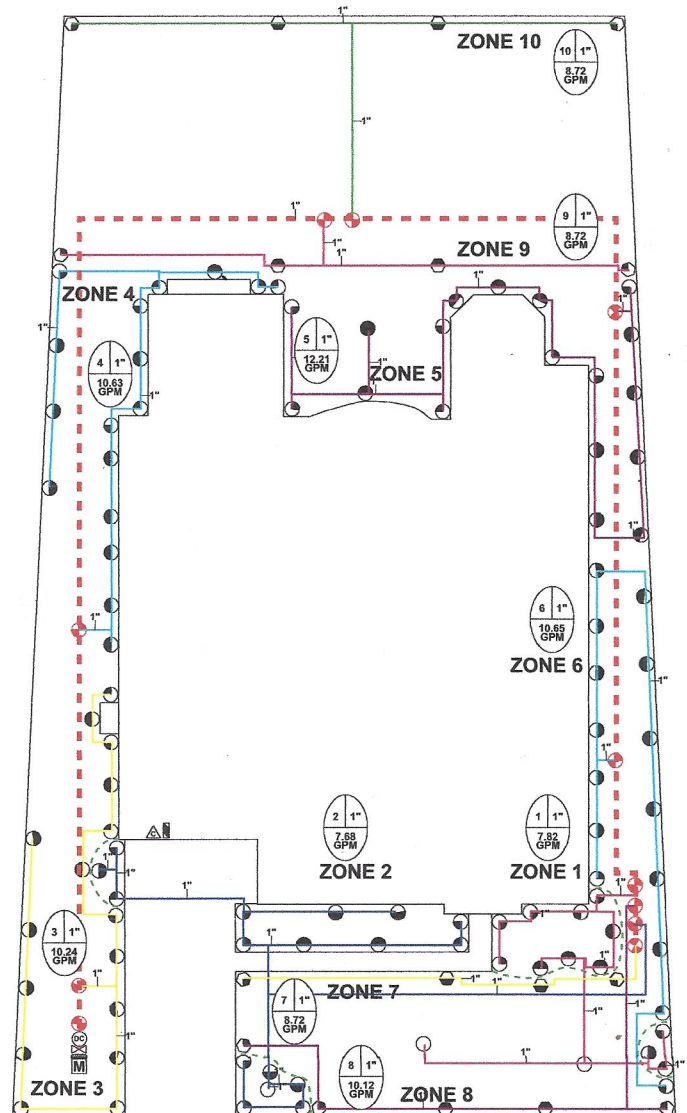 1"
ZONE 10
10 1"
8.72
GPM
1"
1"
9 1"
8.72
GPM
1"
1"
ZONE 9
ZONE 4
1"
1"
1"
5 1"
12.21
GPM
1"
4 1"
10.63
GPM
ZONE 5
1"
1"
1"
6 1"
10.65
GPM
1"
ZONE 6
1"
1"
2 1"
7.68
GPM
1 1"
7.82
GPM
C
ZONE 2
ZONE 1
1"
1"
1"
3 1"
10.24
GPM
1"
1"
1"
1"
1"
7 1"
8.72
GPM
ZONE 7
1"
1"
DC
M
1"
1"
8 1"
10.12
GPM
1"
ZONE 3
ZONE 8